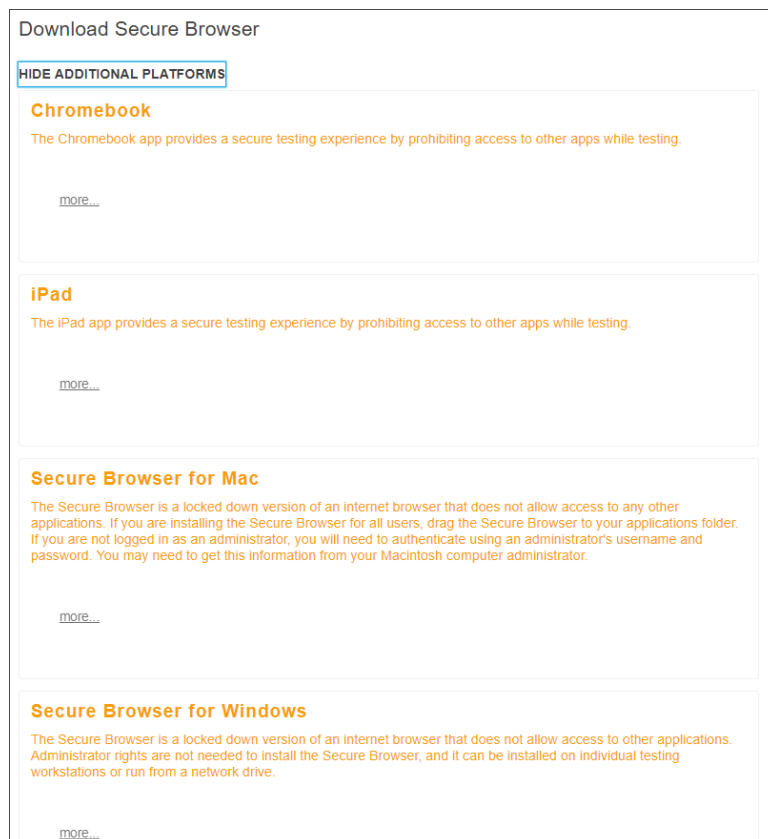 Download Secure Browser
HIDE ADDITIONAL PLATFORMS
Chromebook
The Chromebook app provides a secure testing experience by prohibiting access to other apps while testing.
more...
iPad
The iPad app provides a secure testing experience by prohibiting access to other apps while testing.
more...
Secure Browser for Mac
The Secure Browser is a locked down version of an internet browser that does not allow access to any other
applications. If you are installing the Secure Browser for all users, drag the Secure Browser to your applications folder.
If you are not logged in as an administrator, you will need to authenticate using an administrator's username and
password. You may need to get this information from your Macintosh computer administrator.
more...
Secure Browser for Windows
The Secure Browser is a locked down version of an internet browser that does not allow access to other applications.
Administrator rights are not needed to install the Secure Browser, and it can be installed on individual testing
workstations or run from a network drive.
more...